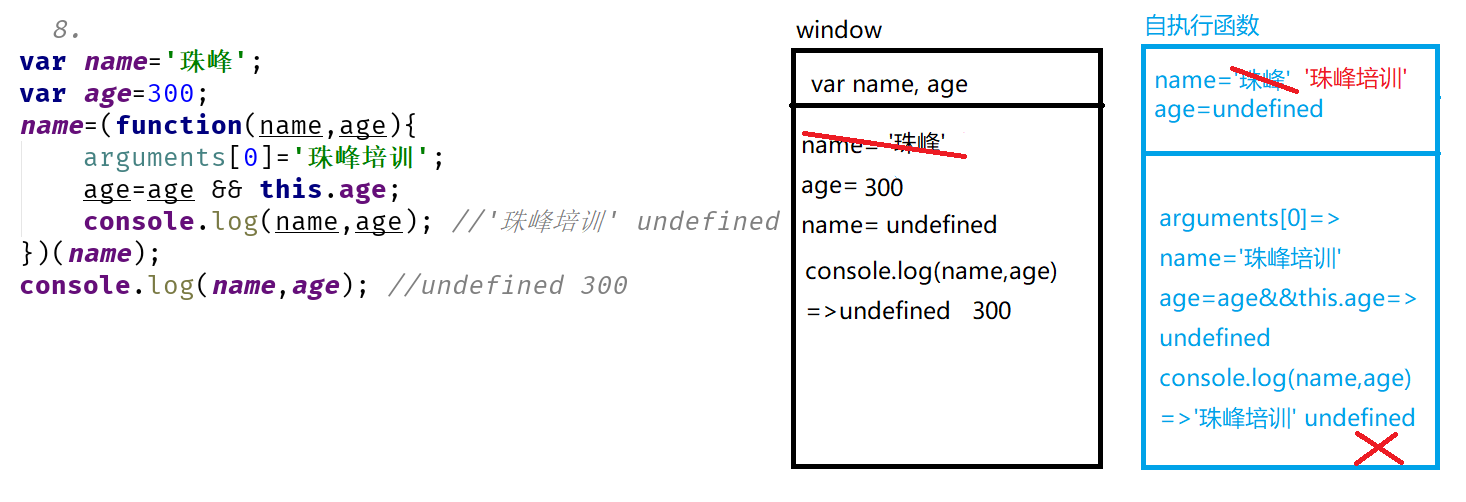 8.
var name='珠峰';
var age=300;
name=(function(name,age){
arguments[0]='珠峰培训';
age=age && this.age;
console.log(name,age); //'珠峰培训' undefined
})(name);
console.log(name,age); //undefined 300
window
var name, age
name= '珠峰'
age= 300
name= undefined
console.log(name,age)
=>undefined 300
自执行函数
name='珠峰' '珠峰培训'
age=undefined
arguments[0]=>
name='珠峰培训'
age=age&&this.age=>
undefined
console.log(name,age)
=>'珠峰培训' undefined